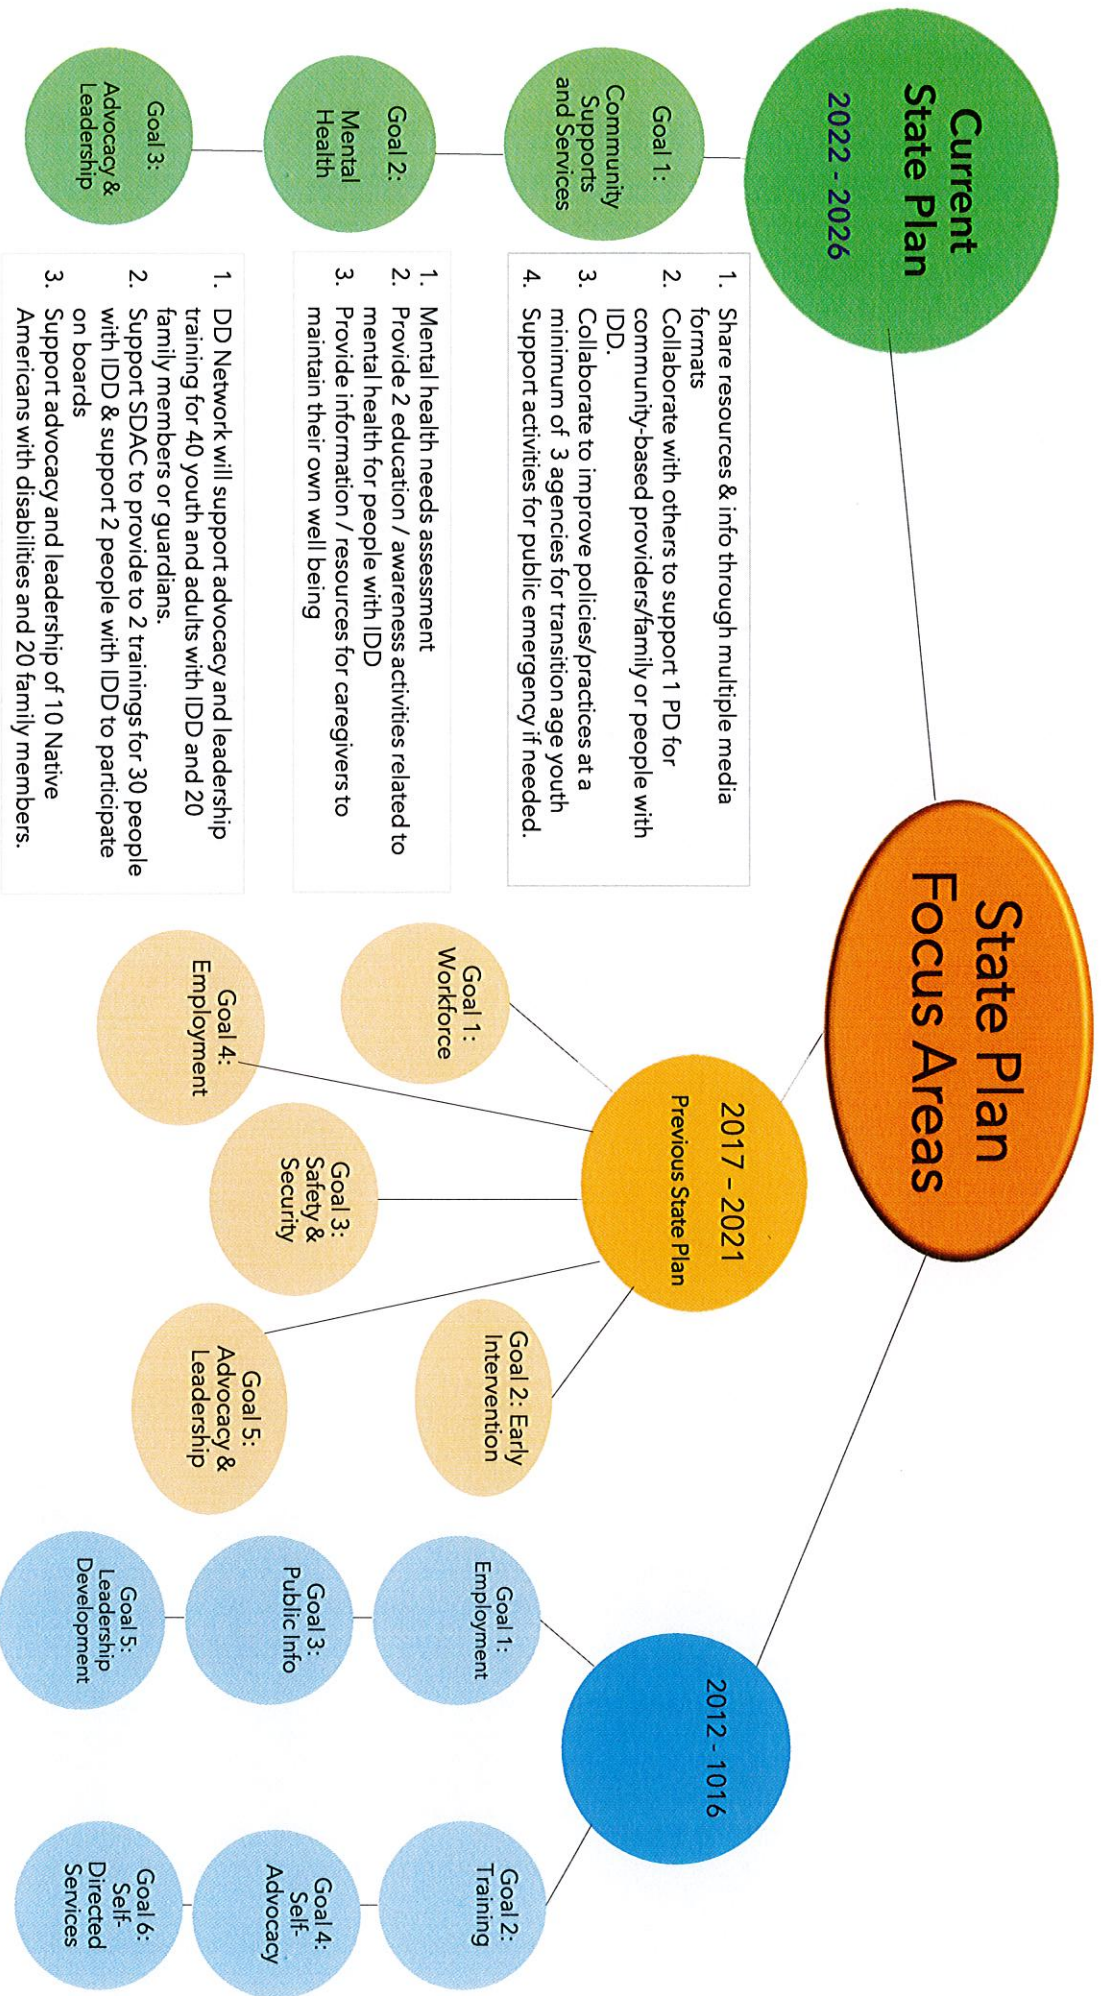 State Plan
Focus Areas
Current
State Plan
2022 - 2026
Goal 1:
Community
Supports
and Services
1. Share resources & info through multiple media
formats
2. Collaborate with others to support 1 PD for
community-based providers/family or people with
IDD.
3. Collaborate to improve policies/practices at a
minimum of 3 agencies for transition age youth
4. Support activities for public emergency if needed.
Goal 2:
Mental
Health
1. Mental health needs assessment
2. Provide 2 education / awareness activities related to
mental health for people with IDD
3. Provide information / resources for caregivers to
maintain their own well being
Goal 3:
Advocacy &
Leadership
1. DD Network will support advocacy and leadership
training for 40 youth and adults with IDD and 20
family members or guardians.
2. Support SDAC to provide to 2 trainings for 30 people
with IDD & support 2 people with IDD to participate
on boards
3. Support advocacy and leadership of 10 Native
Americans with disabilities and 20 family members.
2017 - 2021
Previous State Plan
Goal 1:
Workforce
Goal 4:
Employment
Goal 3:
Safety &
Security
Goal 5:
Advocacy &
Leadership
Goal 2: Early
Intervention
2012 - 1016
Goal 1:
Employment
Goal 3:
Public Info
Goal 5:
Leadership
Development
Goal 2:
Training
Goal 4:
Self-
Advocacy
Goal 6:
Self-
Directed
Services